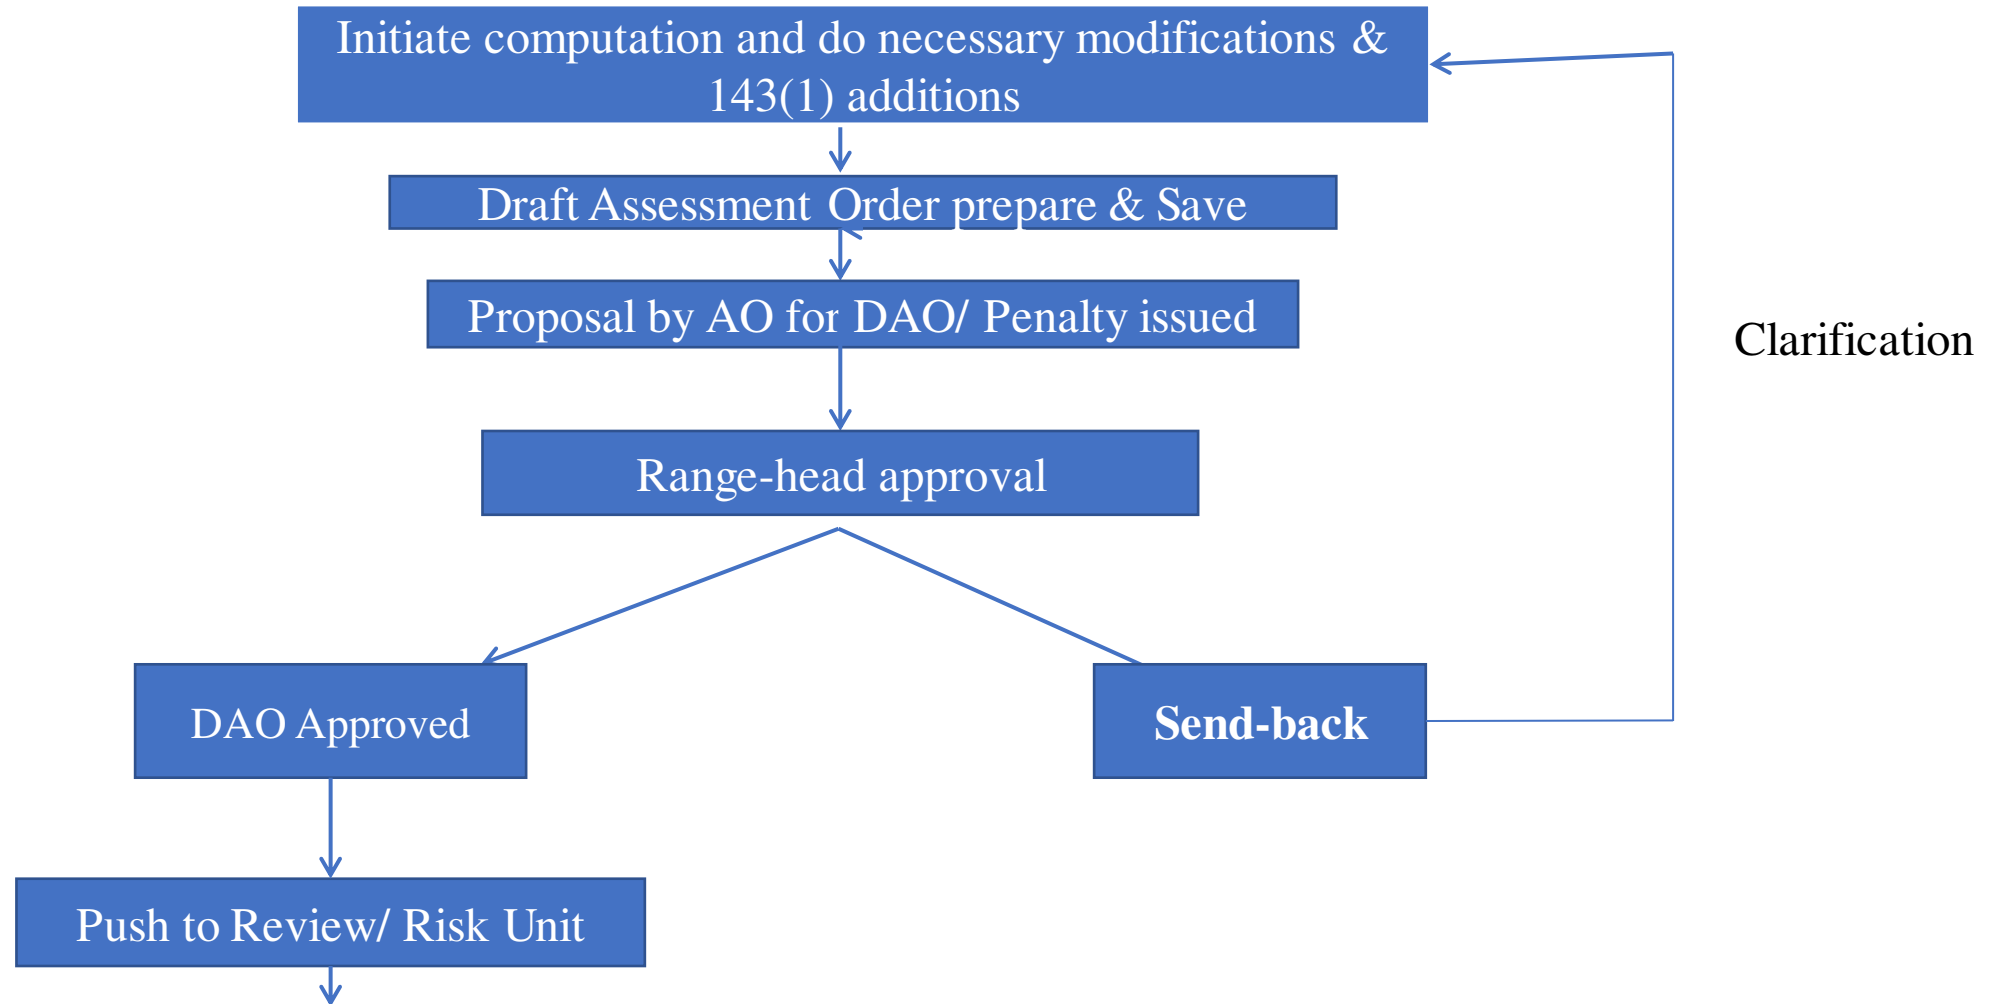 Initiate computation and do necessary modifications &
143(1) additions
Draft Assessment Order prepare & Save
Proposal by AO for DAO/ Penalty issued
Clarification
Range-head approval
DAO Approved
Send-back
Push to Review/ Risk Unit